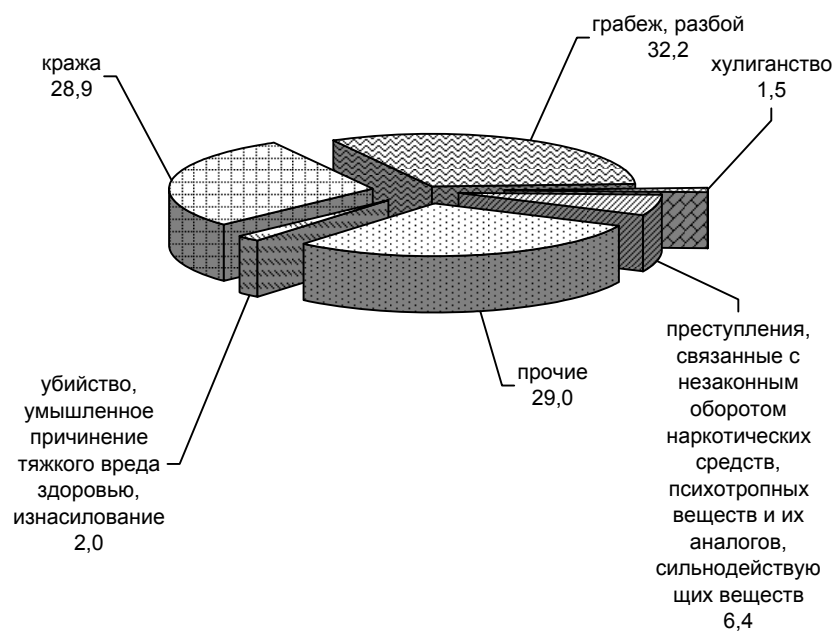 грабеж, разбой
32,2
хулиганство
1,5
кража
28,9
преступления,
связанные с
незаконным
оборотом
наркотических
средств,
психотропных
веществ и их
аналогов,
сильнодействую
щих веществ
6,4
прочие
29,0
убийство,
умышленное
причинение
тяжкого вреда
здоровью,
изнасилование
2,0